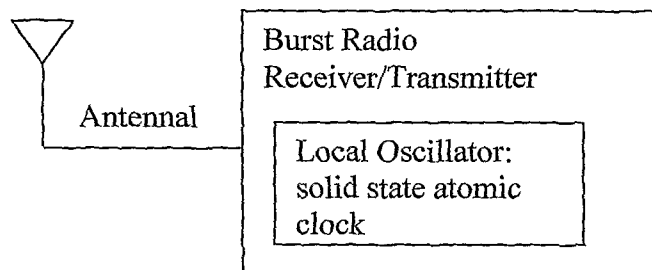 Burst Radio
Receiver/Transmitter
Antennal
Local Oscillator:
solid state atomic
clock